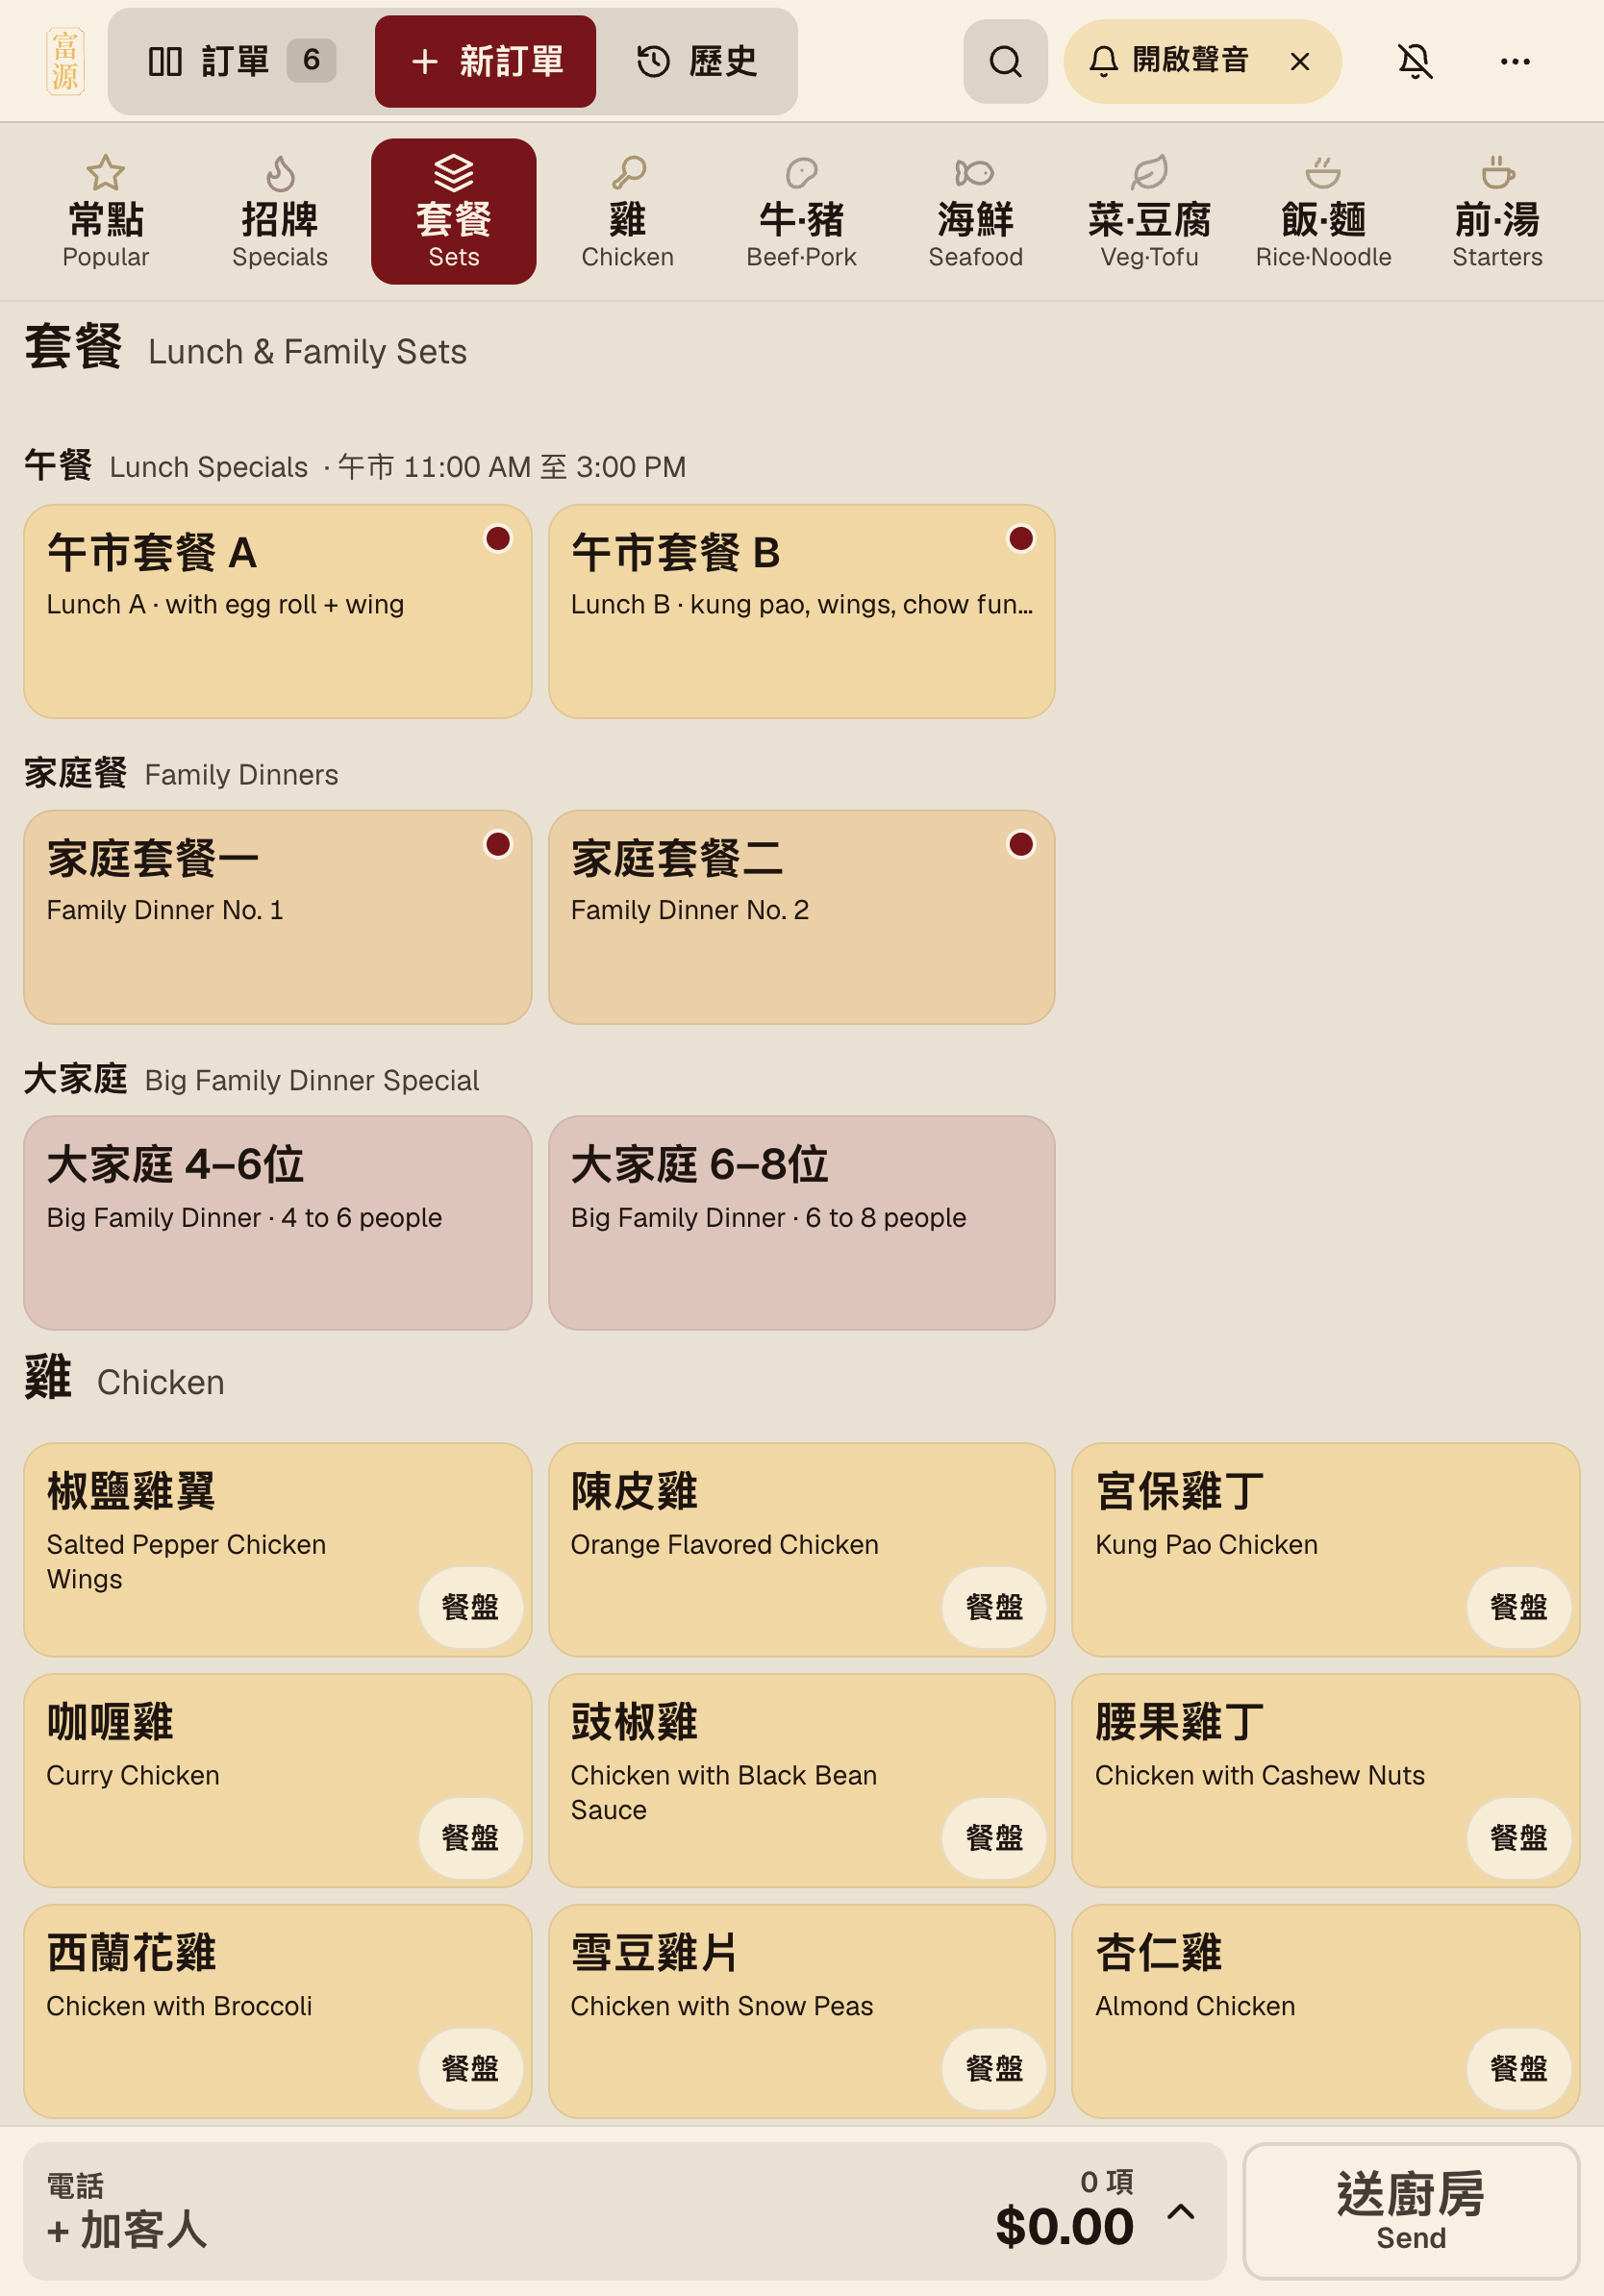 富源
訂單 6
新訂單
歷史
開啟聲音
常點
Popular
招牌
Specials
套餐
Sets
雞
Chicken
牛·豬
Beef·Pork
海鮮
Seafood
菜·豆腐
Veg·Tofu
飯·麵
Rice·Noodle
前·湯
Starters
套餐 Lunch & Family Sets
午餐 Lunch Specials · 午市 11:00 AM 至 3:00 PM
午市套餐 A
Lunch A · with egg roll + wing
午市套餐 B
Lunch B · kung pao, wings, chow fun...
家庭餐 Family Dinners
家庭套餐一
Family Dinner No. 1
家庭套餐二
Family Dinner No. 2
大家庭 Big Family Dinner Special
大家庭 4–6位
Big Family Dinner · 4 to 6 people
大家庭 6–8位
Big Family Dinner · 6 to 8 people
雞 Chicken
椒鹽雞翼
Salted Pepper Chicken
Wings
餐盤
陳皮雞
Orange Flavored Chicken
餐盤
宮保雞丁
Kung Pao Chicken
餐盤
咖喱雞
Curry Chicken
餐盤
豉椒雞
Chicken with Black Bean
Sauce
餐盤
腰果雞丁
Chicken with Cashew Nuts
餐盤
西蘭花雞
Chicken with Broccoli
餐盤
雪豆雞片
Chicken with Snow Peas
餐盤
杏仁雞
Almond Chicken
餐盤
電話
+ 加客人
0 項
$0.00
送廚房
Send